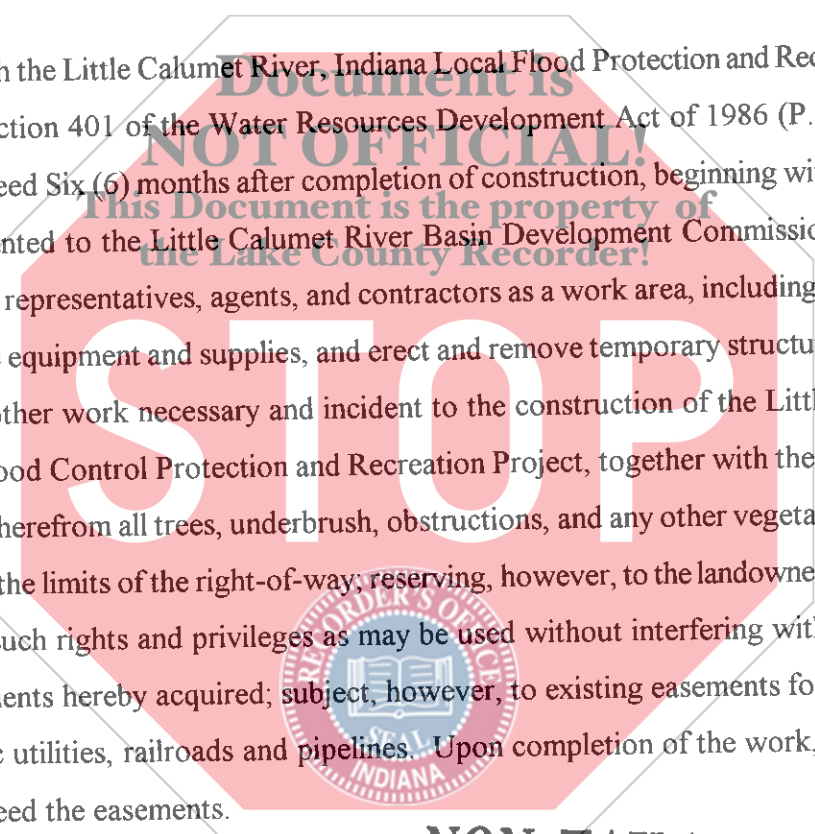 h the Little Calumet River, Indiana Local Flood Protection and Rec
Document is
ction 401 of the Water Resources Development Act of 1986 (P.
NOT OFFICIAL!
eed Six (6) months after completion of construction, beginning wi
This Document is the property of
nted to the Little Calumet River Basin Development Commissio
the Lake County Recorder!
representatives, agents, and contractors as a work area, including
equipment and supplies, and erect and remove temporary structu
STOP
other work necessary and incident to the construction of the Littl
ood Control Protection and Recreation Project, together with the
herefrom all trees, underbrush, obstructions, and any other vegeta
the limits of the right-of-way; reserving, however, to the landowne
such rights and privileges as may be used without interfering with
RECORDER'S OFFICE
ents hereby acquired; subject, however, to existing easements fo
c utilities, railroads and pipelines. Upon completion of the work,
SEAL
INDIANA
eed the easements.